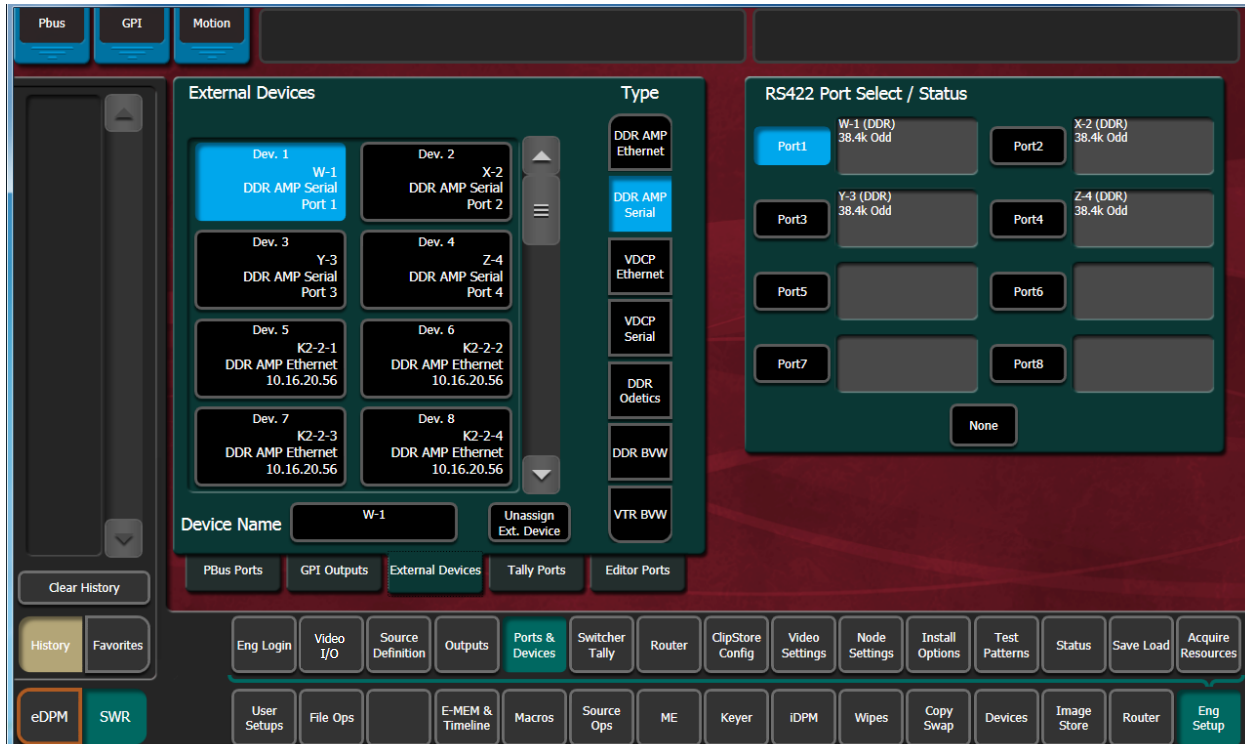 Pbus
GPI
Motion
External Devices
Type
Dev. 1
W-1
DDR AMP Serial
Port 1
Dev. 2
X-2
DDR AMP Serial
Port 2
Dev. 3
Y-3
DDR AMP Serial
Port 3
Dev. 4
Z-4
DDR AMP Serial
Port 4
Dev. 5
K2-2-1
DDR AMP Ethernet
10.16.20.56
Dev. 6
K2-2-2
DDR AMP Ethernet
10.16.20.56
Dev. 7
K2-2-3
DDR AMP Ethernet
10.16.20.56
Dev. 8
K2-2-4
DDR AMP Ethernet
10.16.20.56
DDR AMP
Ethernet
DDR AMP
Serial
VDCP
Ethernet
VDCP
Serial
DDR
Odetics
DDR BVW
VTR BVW
Device Name
W-1
Unassign
Ext. Device
RS422 Port Select / Status
Port1
W-1 (DDR)
38.4k Odd
Port2
X-2 (DDR)
38.4k Odd
Port3
Y-3 (DDR)
38.4k Odd
Port4
Z-4 (DDR)
38.4k Odd
Port5
Port6
Port7
Port8
None
PBus Ports
GPI Outputs
External Devices
Tally Ports
Editor Ports
Clear History
History
Favorites
Eng Login
Video
I/O
Source
Definition
Outputs
Ports &
Devices
Switcher
Tally
Router
ClipStore
Config
Video
Settings
Node
Settings
Install
Options
Test
Patterns
Status
Save Load
Acquire
Resources
eDPM
SWR
User
Setups
File Ops
E-MEM &
Timeline
Macros
Source
Ops
ME
Keyer
iDPM
Wipes
Copy
Swap
Devices
Image
Store
Router
Eng
Setup